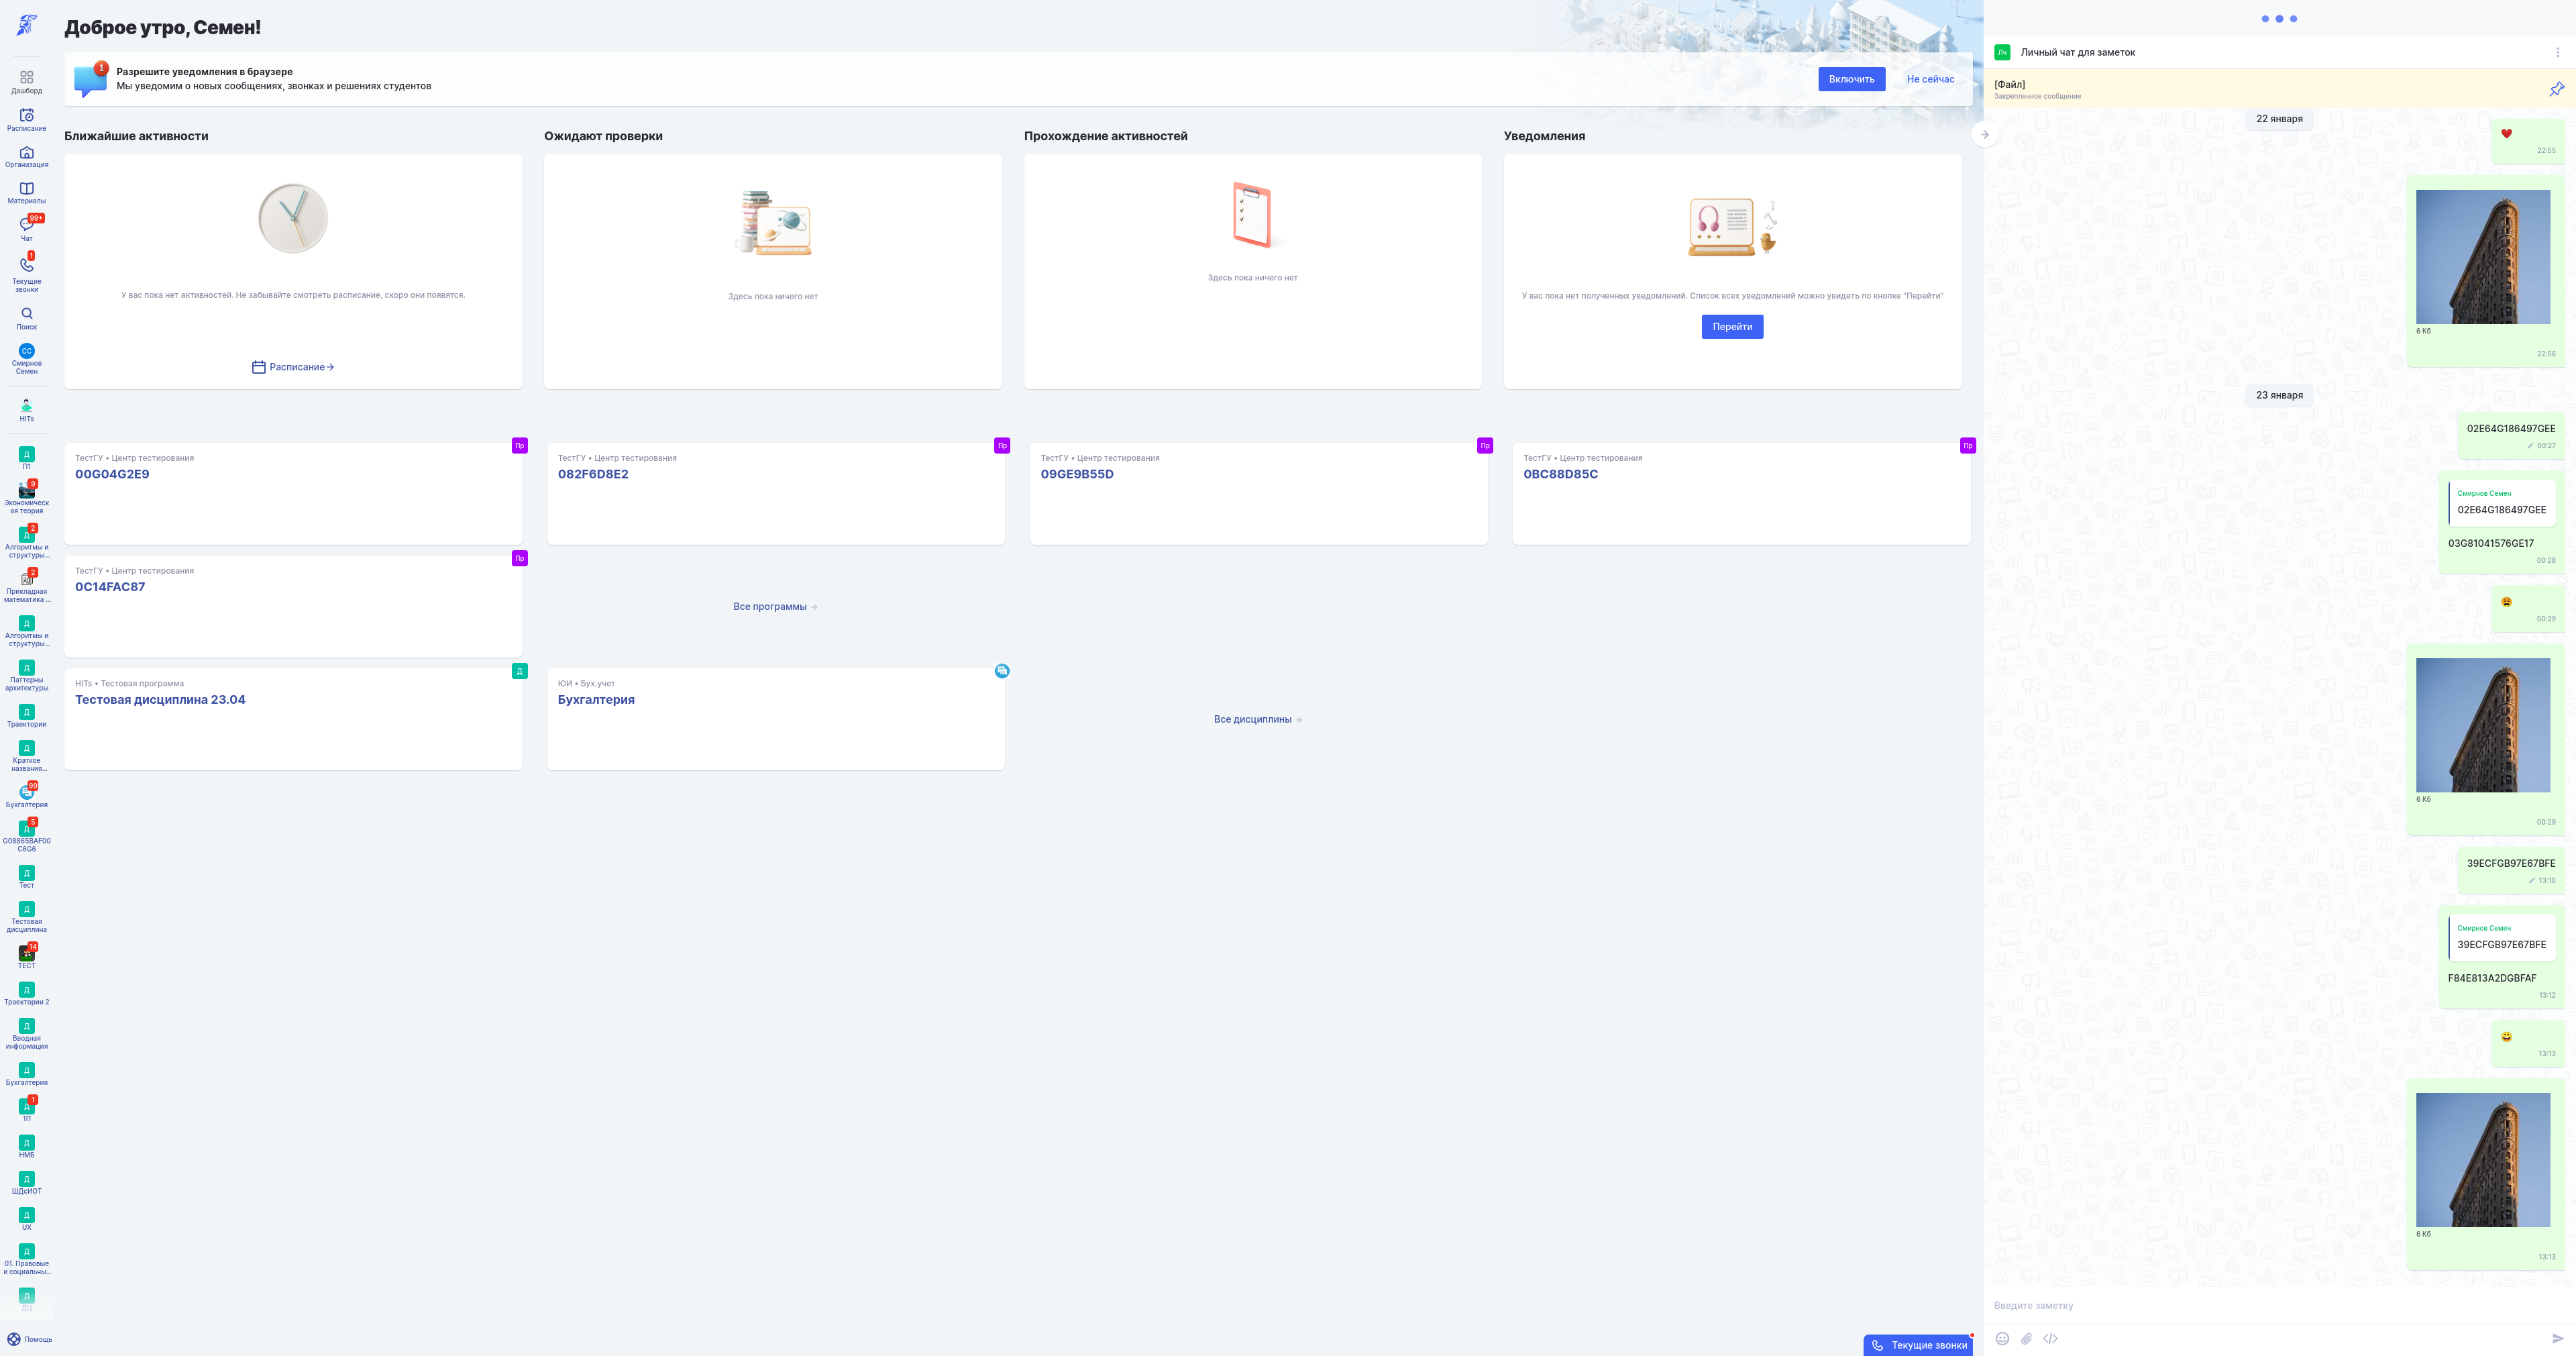 Доброе утро, Семен!
1
Разрешите уведомления в браузере
Мы уведомим о новых сообщениях, звонках и решениях студентов
Включить
Не сейчас
Дашборд
Расписание
Организация
Материалы
99+
Чат
1
Текущие
звонки
Поиск
СС
Смирнов
Семен
HITs
Д
П1
9
Экономическ
ая теория
2
Д
Алгоритмы и
структуры...
2
Прикладная
математика ...
Д
Алгоритмы и
структуры...
Д
Паттерны
архитектуры
Д
Траектории
Д
Краткое
названия...
99
Бухгалтерия
5
Д
G08865BAF00
C6G6
Д
Тест
Д
Тестовая
дисциплина
14
ТЕСТ
Д
Траектории 2
Д
Вводная
информация
Д
Бухгалтерия
1
Д
1П
Д
НМБ
Д
ШДсИОТ
Д
UX
Д
01. Правовые
и социальны...
Д
ДЦ
Помощь
Ближайшие активности
У вас пока нет активностей. Не забывайте смотреть расписание, скоро они появятся.
Расписание
Ожидают проверки
Здесь пока ничего нет
Прохождение активностей
Здесь пока ничего нет
Уведомления
У вас пока нет полученных уведомлений. Список всех уведомлений можно увидеть по кнопке "Перейти"
Перейти
Пр
ТестГУ • Центр тестирования
00G04G2E9
Пр
ТестГУ • Центр тестирования
082F6D8E2
Пр
ТестГУ • Центр тестирования
09GE9B55D
Пр
ТестГУ • Центр тестирования
0BC88D85C
Пр
ТестГУ • Центр тестирования
0C14FAC87
Все программы
Д
HITs • Тестовая программа
Тестовая дисциплина 23.04
ЮИ • Бух.учет
Бухгалтерия
Все дисциплины
Текущие звонки
Лч
Личный чат для заметок
[Файл]
Закрепленное сообщение
22 января
❤️
22:55
6 Кб
22:56
23 января
02E64G186497GEE
00:27
Смирнов Семен
02E64G186497GEE
03G81041576GE17
00:28
😩
00:29
6 Кб
00:29
39ECFGB97E67BFE
13:10
Смирнов Семен
39ECFGB97E67BFE
F84E813A2DGBFAF
13:12
😀
13:13
6 Кб
13:13
Введите заметку